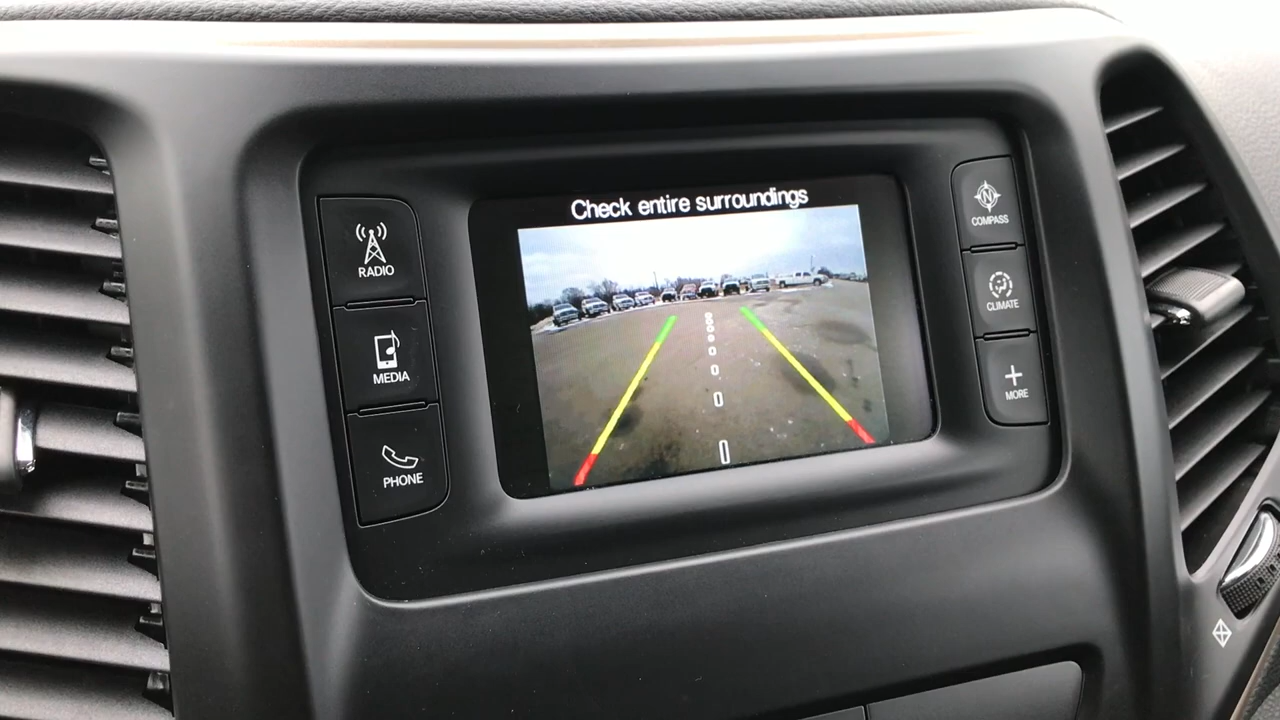 Check entire surroundings
RADIO
MEDIA
PHONE
N
COMPASS
CLIMATE
MORE